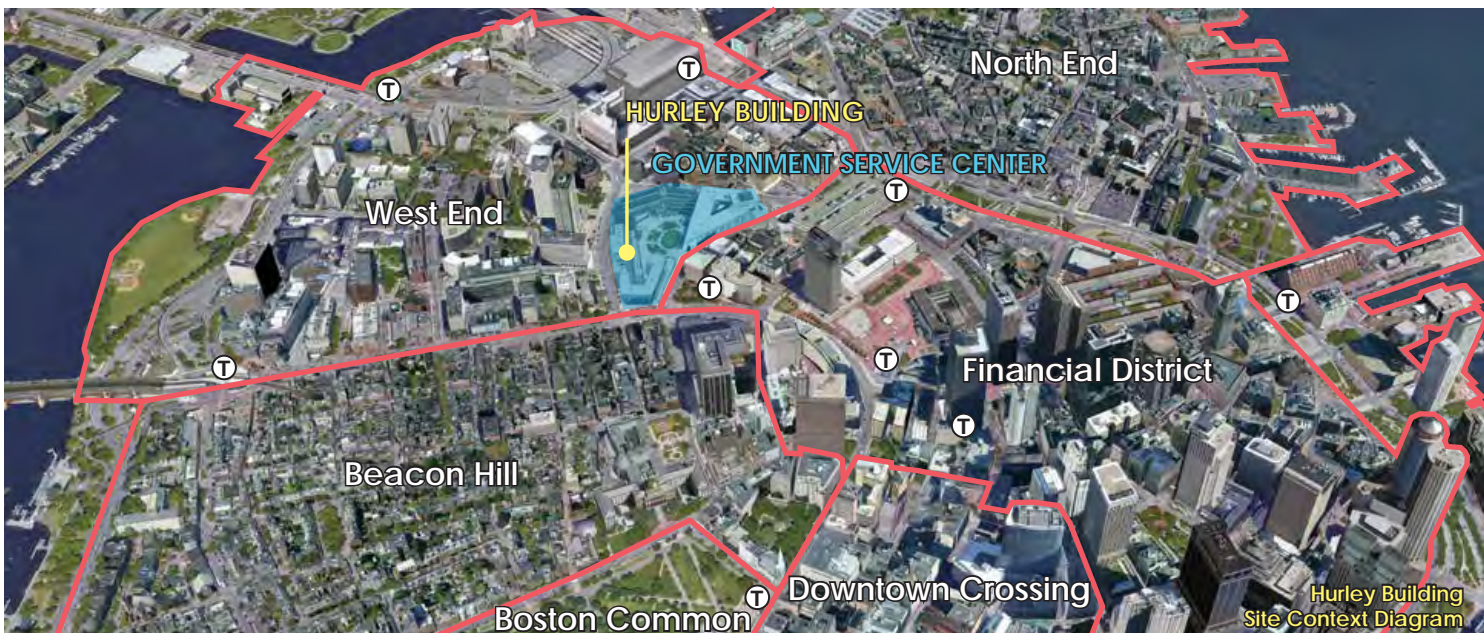 North End
T
T
HURLEY BUILDING
GOVERNMENT SERVICE CENTER
T
West End
T
T
T
T
Financial District
T
Beacon Hill
T
Downtown Crossing
Boston Common
Hurley Building
Site Context Diagram